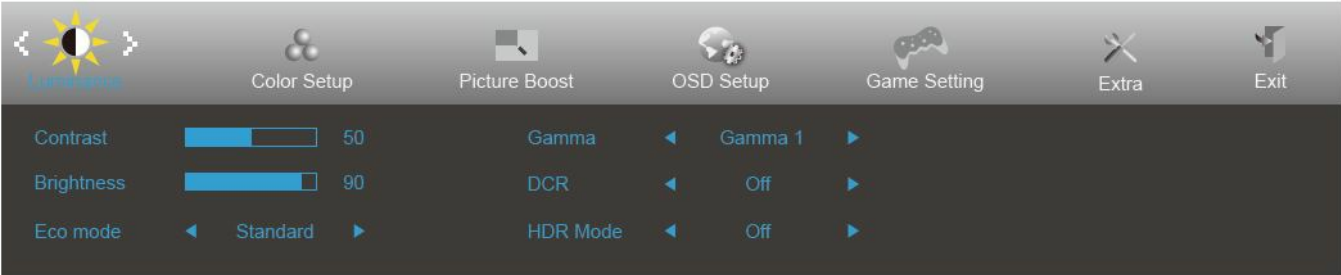 Luminance
Color Setup
Picture Boost
OSD Setup
Game Setting
Extra
Exit
Contrast 50 Gamma Gamma 1
Brightness 90 DCR Off
Eco mode Standard HDR Mode Off